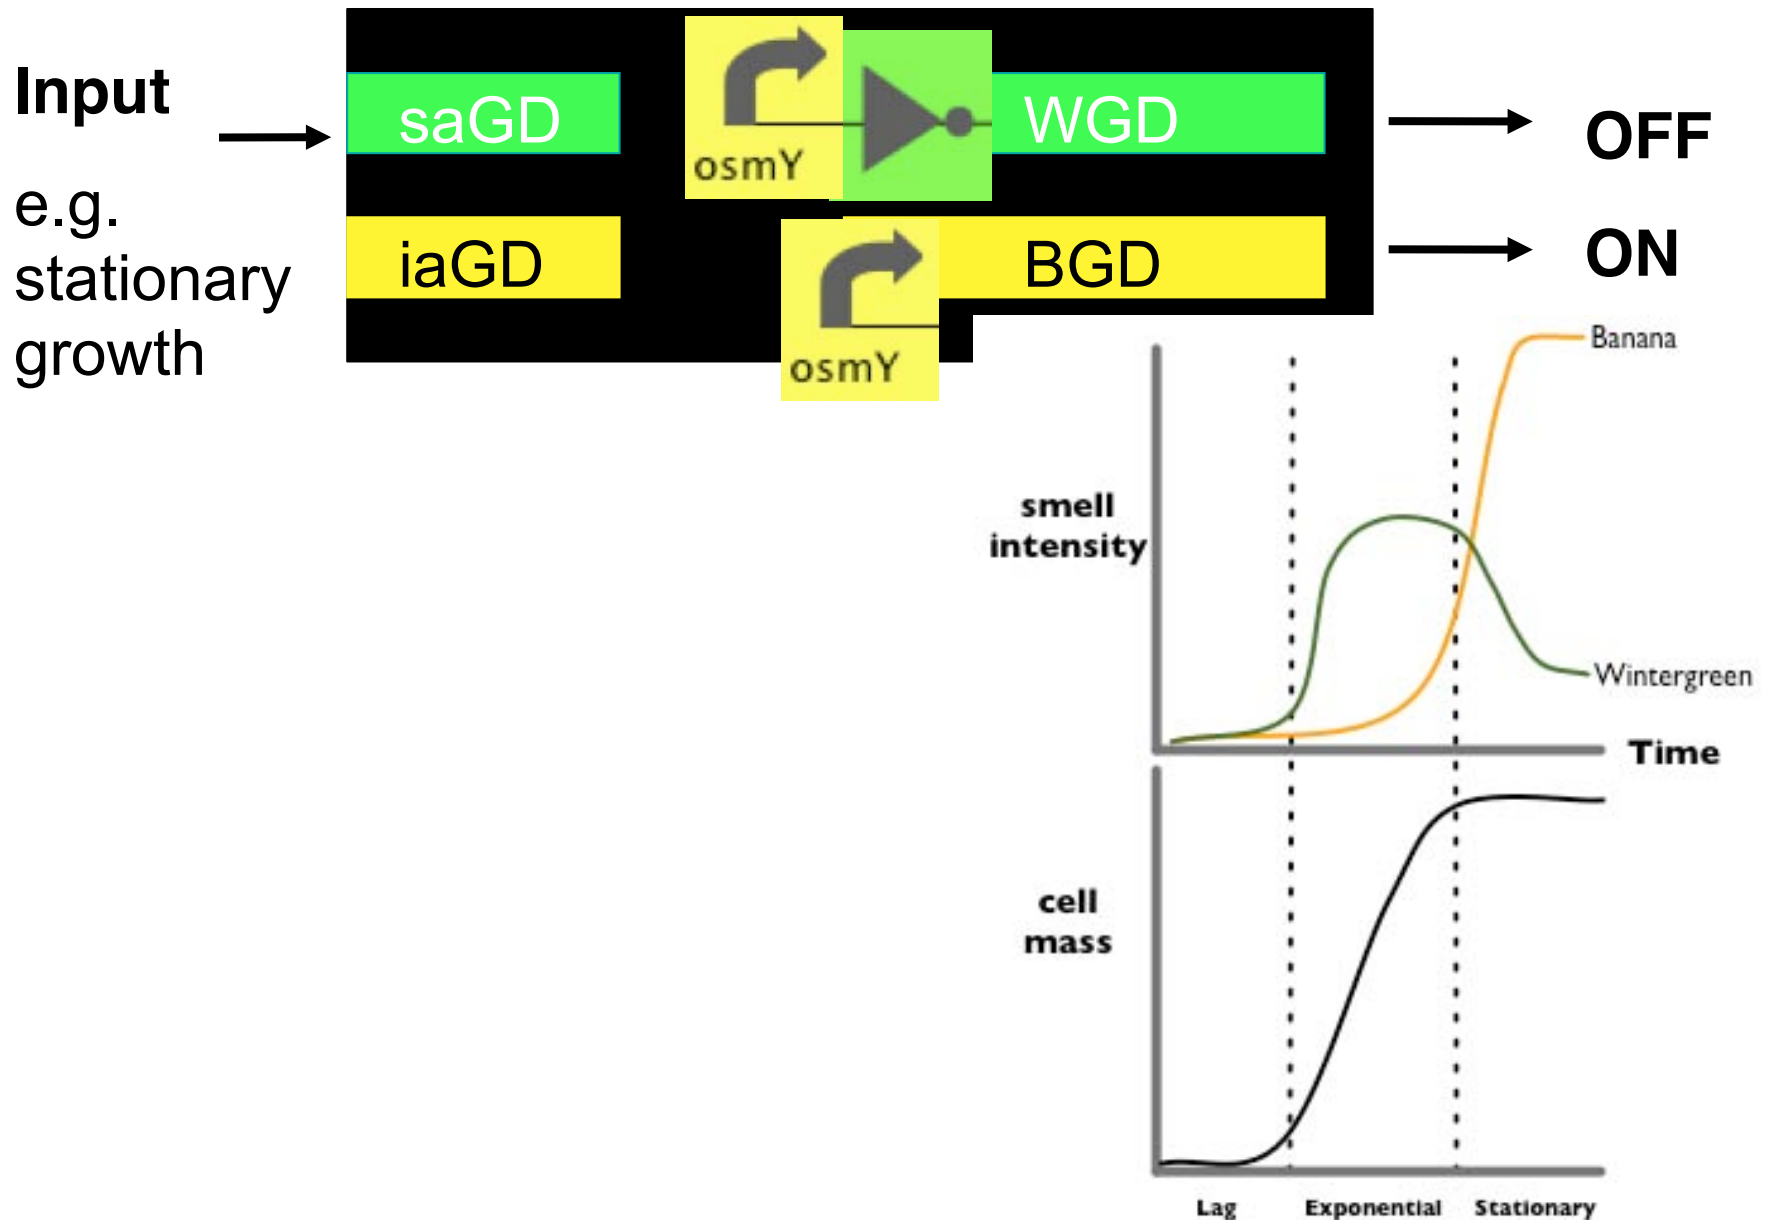 Input
e.g.
stationary
growth
saGD
osmY
WGD
OFF
iaGD
osmY
BGD
ON
Banana
smell
intensity
Wintergreen
Time
cell
mass
Lag Exponential Stationary